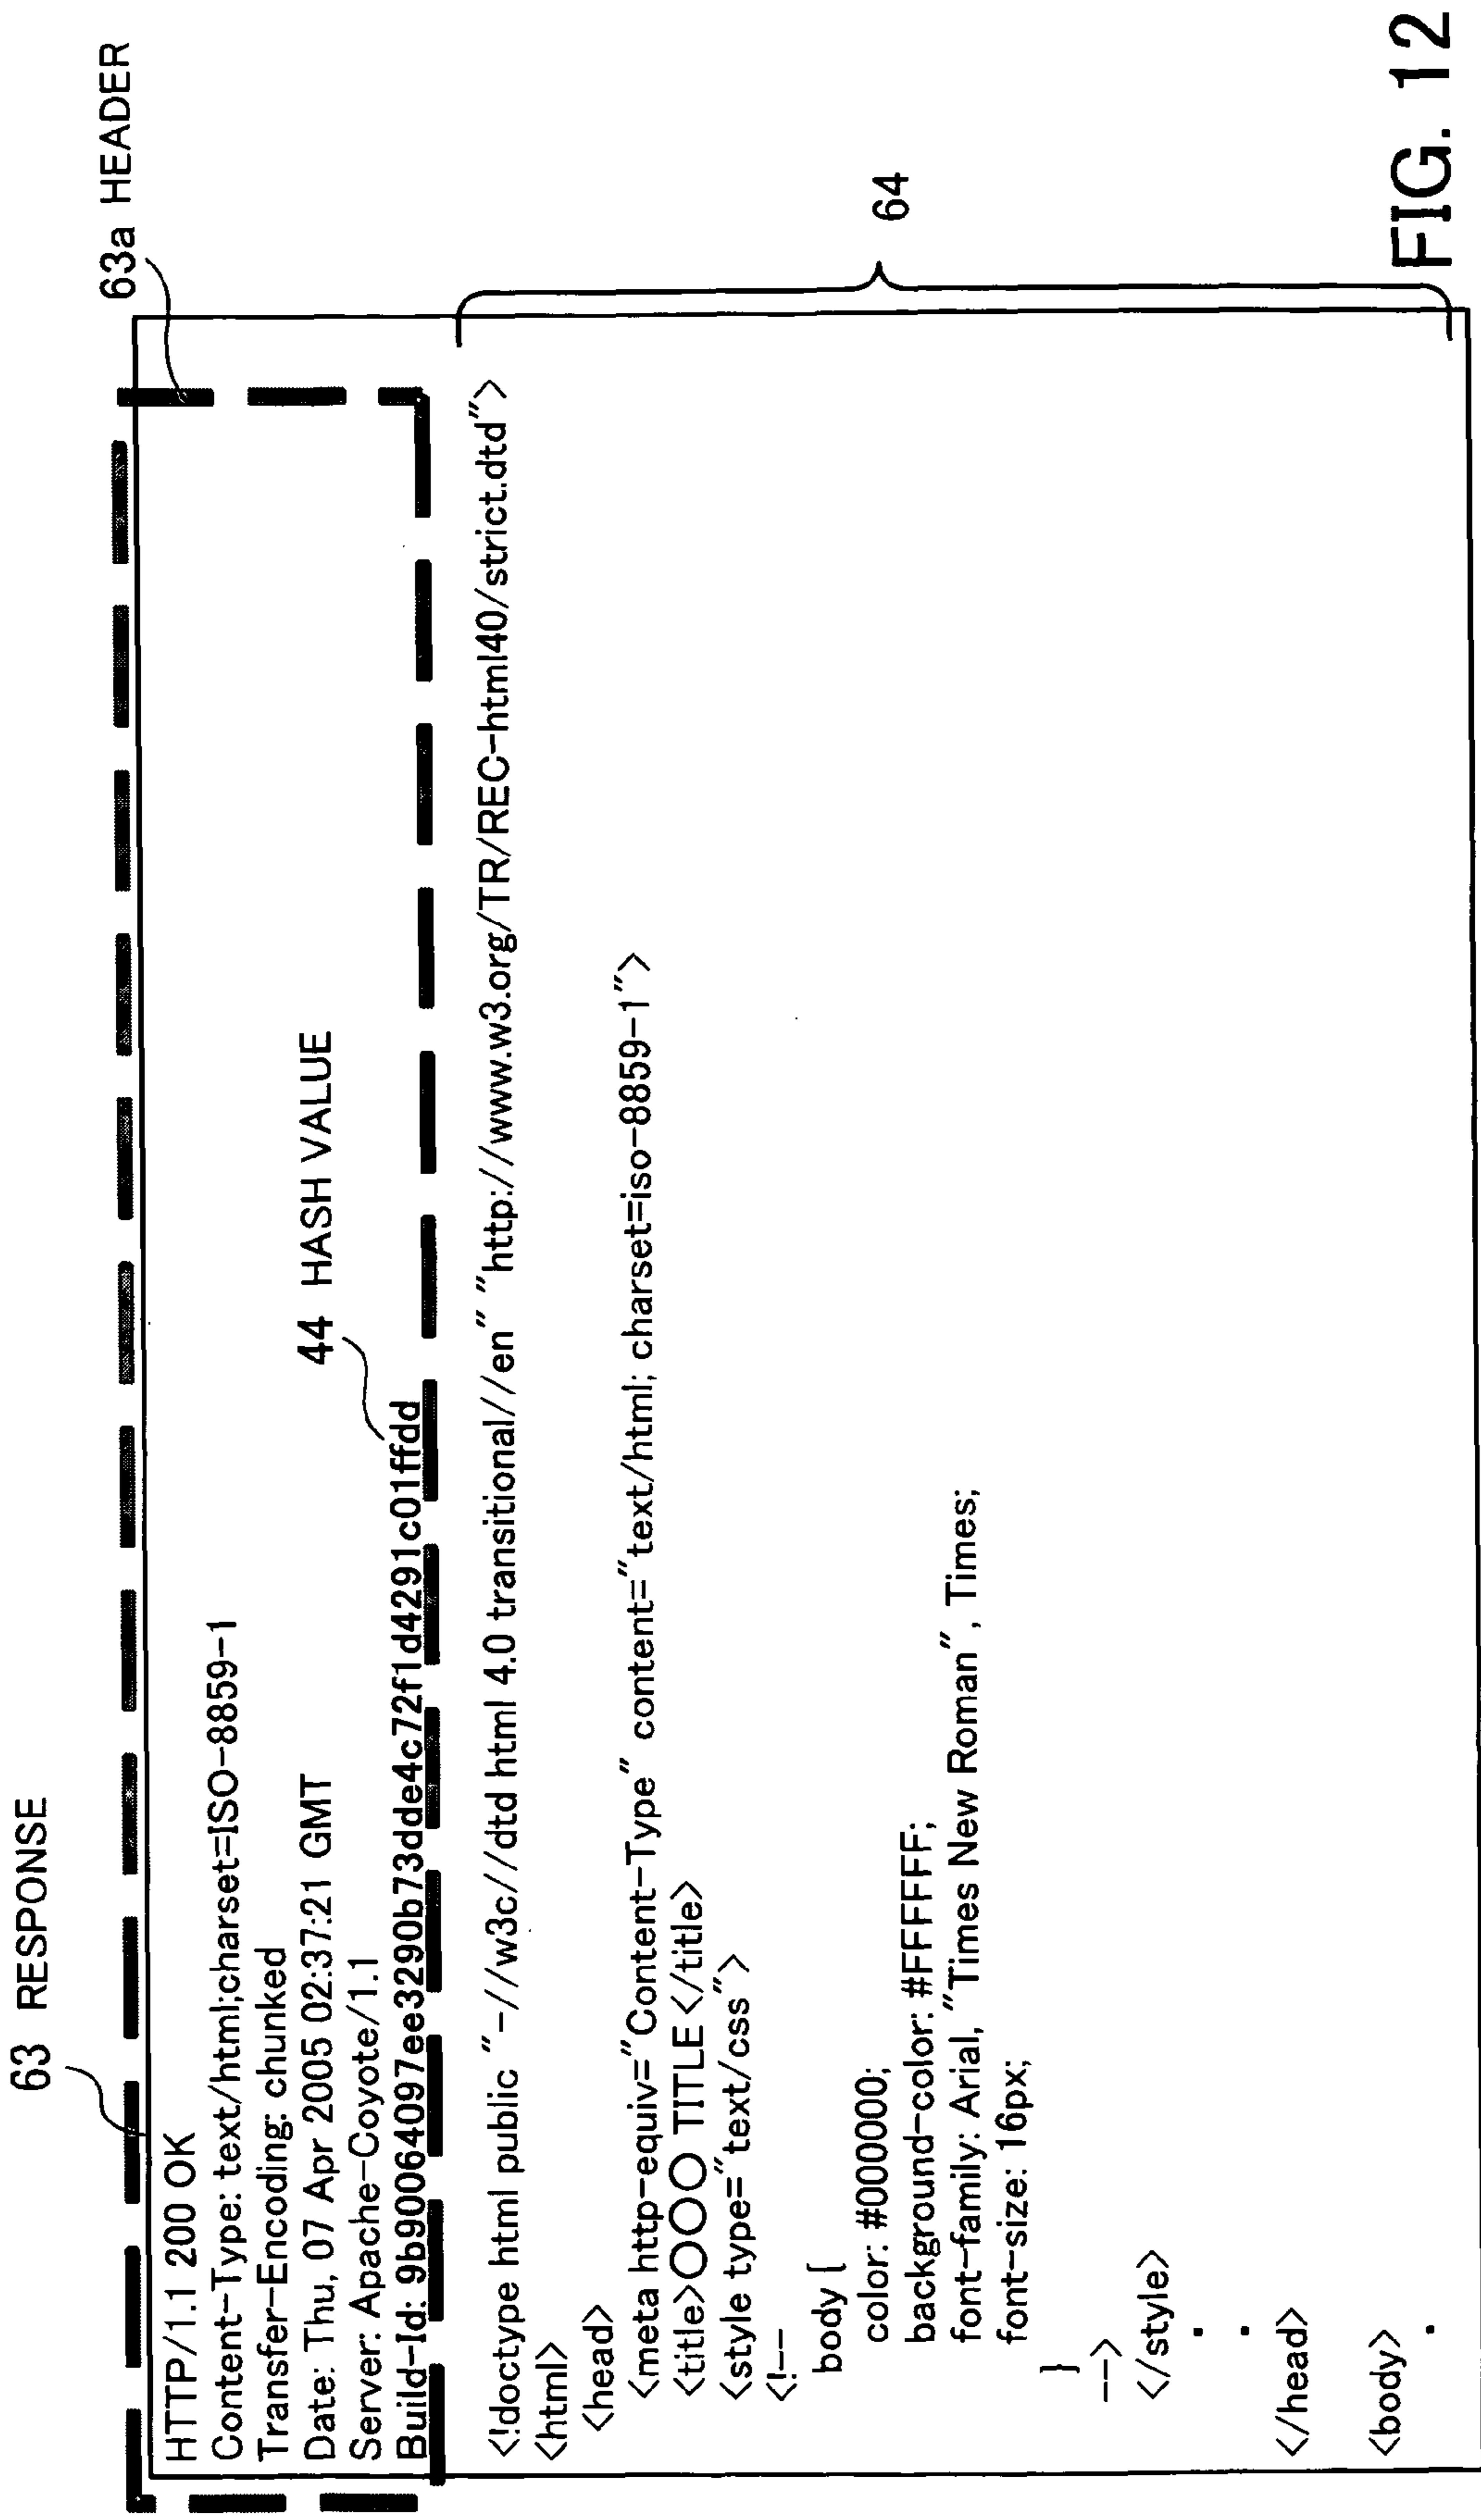 63 RESPONSE
63a HEADER
HTTP/1.1 200 OK
Content-Type: text/html;charset=ISO-8859-1
Transfer-Encoding: chunked
Date: Thu, 07 Apr 2005 02:37:21 GMT
Server: Apache-Coyote/1.1
44 HASH VALUE
Build-Id: 9b90064097ee3290b73dde4c72f1d4291c01ffdd
<!doctype html public "-//w3c//dtd html 4.0 transitional//en" "http://www.w3.org/TR/REC-html40/strict.dtd">
<html>
<head>
<meta http-equiv="Content-Type" content="text/html; charset=iso-8859-1">
<title>○○○ TITLE</title>
<style type="text/css">
<!--
body {
color: #000000;
background-color: #FFFFFF;
font-family: Arial, "Times New Roman", Times;
font-size: 16px;
}
-->
</style>
.
.
</head>
<body>
.
64
FIG. 12